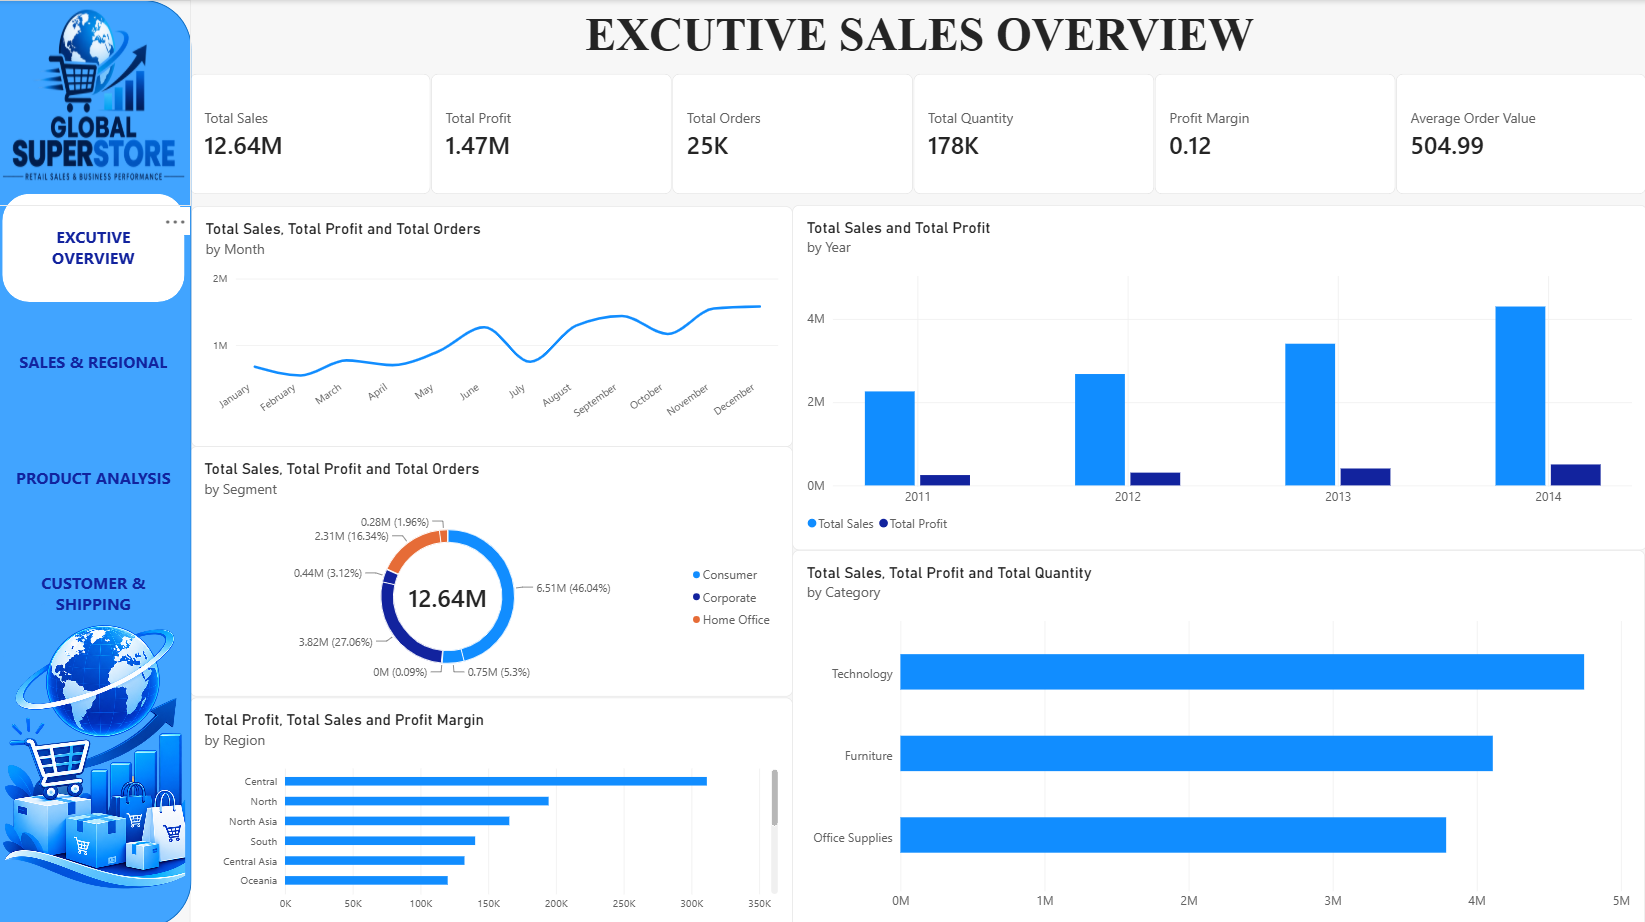 GLOBAL
SUPERSTORE
RETAIL SALES & BUSINESS PERFORMANCE
EXCUTIVE
OVERVIEW
SALES & REGIONAL
PRODUCT ANALYSIS
CUSTOMER &
SHIPPING
EXCUTIVE SALES OVERVIEW
Total Sales
12.64M
Total Profit
1.47M
Total Orders
25K
Total Quantity
178K
Profit Margin
0.12
Average Order Value
504.99
Total Sales, Total Profit and Total Orders
by Month
2M
1M
January
February
March
April
May
June
July
August
September
October
November
December
Total Sales and Total Profit
by Year
4M
2M
0M
2011
2012
2013
2014
Total Sales
Total Profit
Total Sales, Total Profit and Total Orders
by Segment
0.28M (1.96%)
2.31M (16.34%)
0.44M (3.12%)
3.82M (27.06%)
0M (0.09%)
0.75M (5.3%)
6.51M (46.04%)
12.64M
Consumer
Corporate
Home Office
Total Sales, Total Profit and Total Quantity
by Category
Technology
Furniture
Office Supplies
0M
1M
2M
3M
4M
5M
Total Profit, Total Sales and Profit Margin
by Region
Central
North
North Asia
South
Central Asia
Oceania
0K
50K
100K
150K
200K
250K
300K
350K